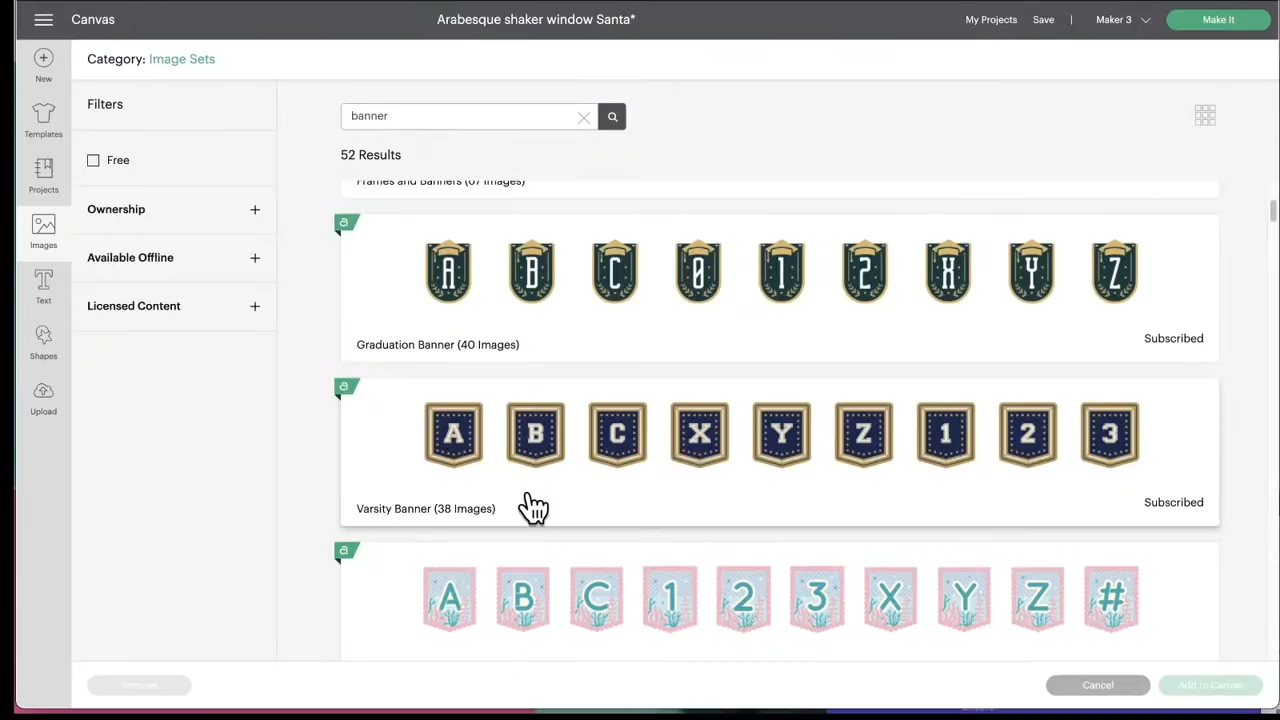 Canvas
Arabesque shaker window Santa*
My Projects Save | Maker 3
Make It
New
Templates
Projects
Images
Text
Shapes
Upload
Category: Image Sets
Filters
Free
Ownership +
Available Offline +
Licensed Content +
banner
52 Results
Frames and Banners (67 Images)
a
A B C 0 1 2 X Y Z
Graduation Banner (40 Images)
Subscribed
a
A B C X Y Z 1 2 3
Varsity Banner (38 Images)
Subscribed
a
A B C 1 2 3 X Y Z #
Cancel
Add to Canvas